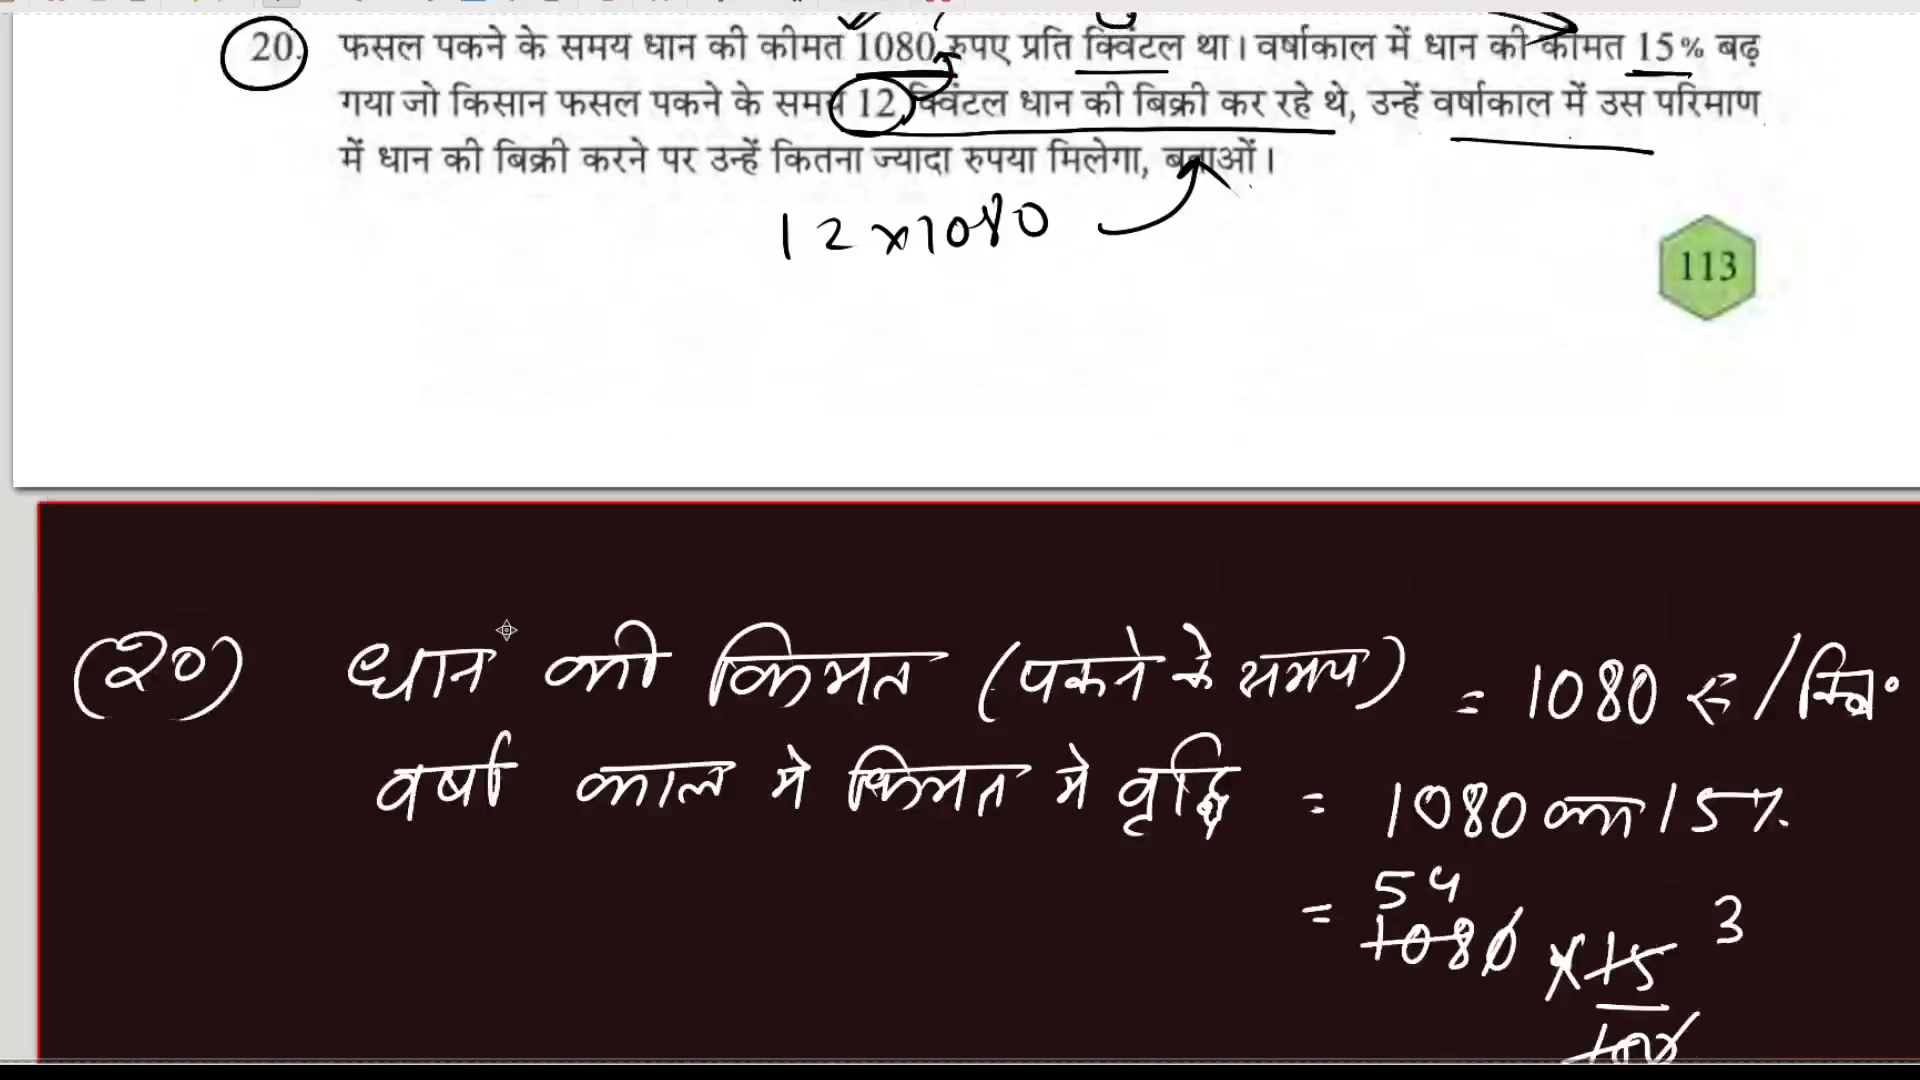 20. फसल पकने के समय धान की कीमत 1080 रुपए प्रति क्विंटल था। वर्षाकाल में धान की कीमत 15% बढ़
गया जो किसान फसल पकने के समय 12 क्विंटल धान की बिक्री कर रहे थे, उन्हें वर्षाकाल में उस परिमाण
में धान की बिक्री करने पर उन्हें कितना ज्यादा रुपया मिलेगा, बताओं।
12×1080
113
(२०) धान की किमत (पकने के समय) = 1080 रु/क्विं॰
वर्षा काल मे किमत मे वृद्धि = 1080 का 15%
54 3
= 1080 × 15
100